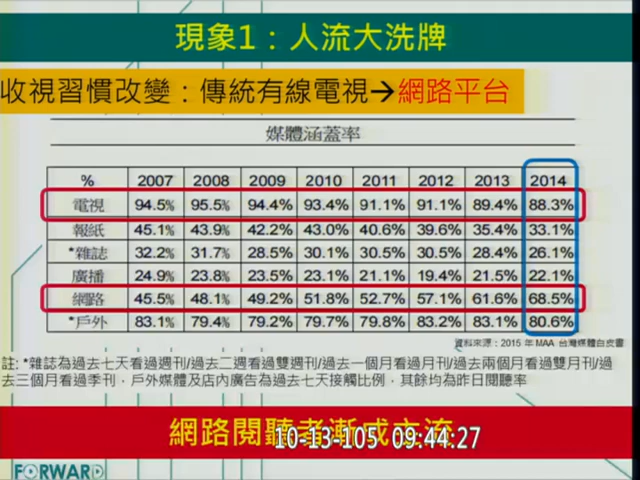 現象1：人流大洗牌
收視習慣改變：傳統有線電視→網路平台
媒體涵蓋率
% 2007 2008 2009 2010 2011 2012 2013 2014
電視 94.5% 95.5% 94.4% 93.4% 91.1% 91.1% 89.4% 88.3%
報紙 45.1% 43.9% 42.2% 43.0% 40.6% 39.6% 35.4% 33.1%
*雜誌 32.2% 31.7% 28.5% 30.1% 30.5% 30.5% 28.4% 26.1%
廣播 24.9% 23.8% 23.5% 23.1% 21.1% 19.4% 21.5% 22.1%
網路 45.5% 48.1% 49.2% 51.8% 52.7% 57.1% 61.6% 68.5%
*戶外 83.1% 79.4% 79.2% 79.7% 79.8% 83.2% 83.1% 80.6%
資料來源：2015 年 MAA 台灣媒體白皮書
註: *雜誌為過去七天看過週刊/過去二週看過雙週刊/過去一個月看過月刊/過去兩個月看過雙月刊/過
去三個月看過季刊，戶外媒體及店內廣告為過去七天接觸比例，其餘均為昨日閱聽率
網路閱聽者漸成主流
10-13-105 09:44:27
FORWARD